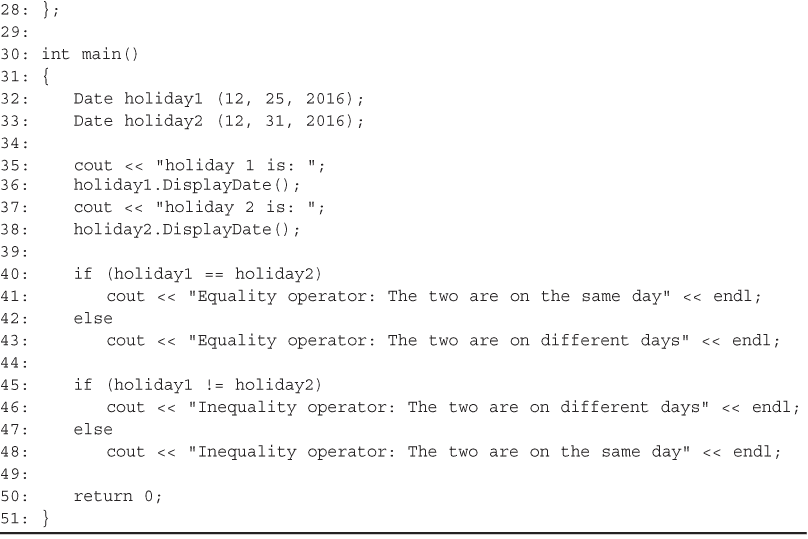 28: };
29:
30: int main()
31: {
32:    Date holiday1 (12, 25, 2016);
33:    Date holiday2 (12, 31, 2016);
34:
35:    cout << "holiday 1 is: ";
36:    holiday1.DisplayDate();
37:    cout << "holiday 2 is: ";
38:    holiday2.DisplayDate();
39:
40:    if (holiday1 == holiday2)
41:       cout << "Equality operator: The two are on the same day" << endl;
42:    else
43:       cout << "Equality operator: The two are on different days" << endl;
44:
45:    if (holiday1 != holiday2)
46:       cout << "Inequality operator: The two are on different days" << endl;
47:    else
48:       cout << "Inequality operator: The two are on the same day" << endl;
49:
50:    return 0;
51: }